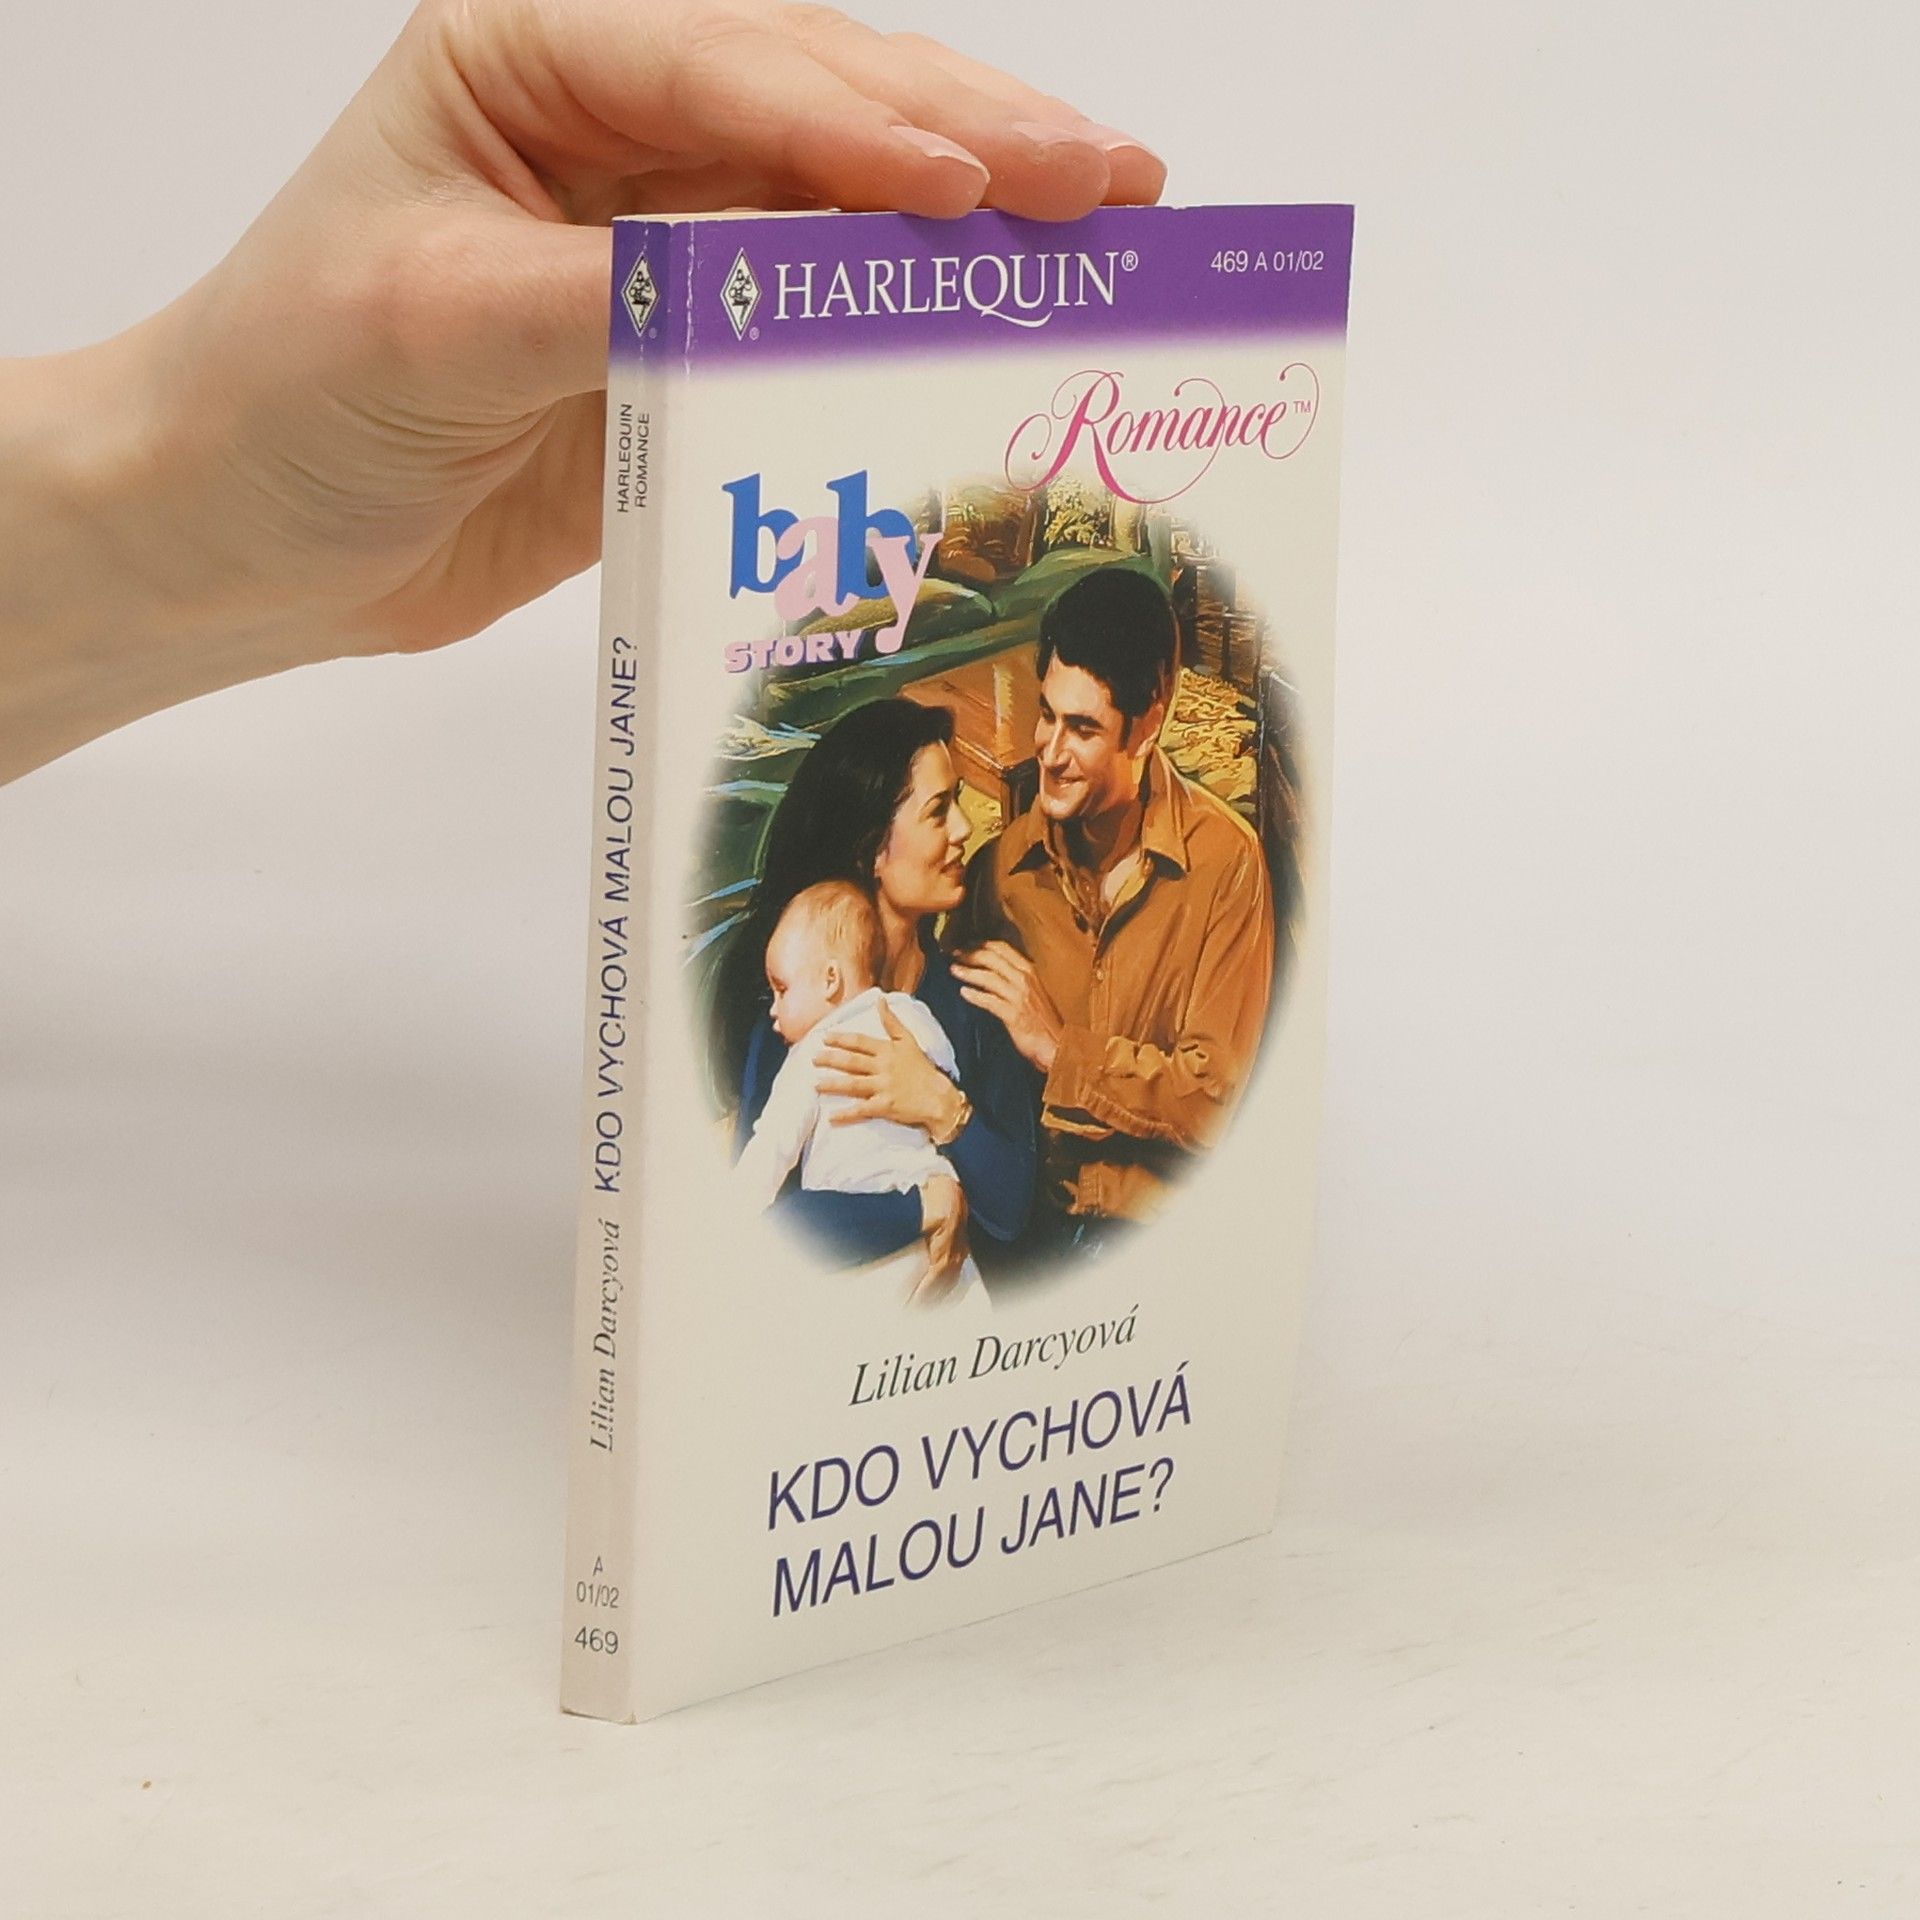 HARLEQUIN®
469 A 01/02
Romance™
baby
STORY
Lilian Darcyová
KDO VYCHOVÁ
MALOU JANE?
HARLEQUIN
ROMANCE
KDO VYCHOVÁ MALOU JANE?
Lilian Darcyová
A
01/02
469